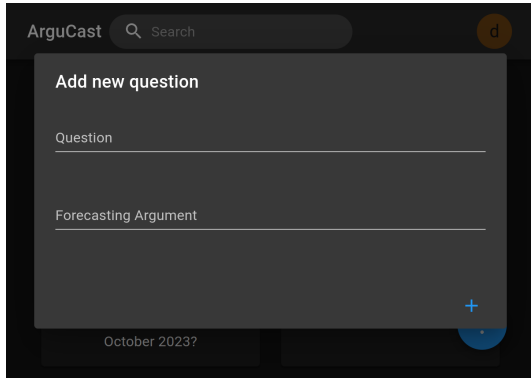 ArguCast
Search
d
Add new question
Question
Forecasting Argument
+
October 2023?